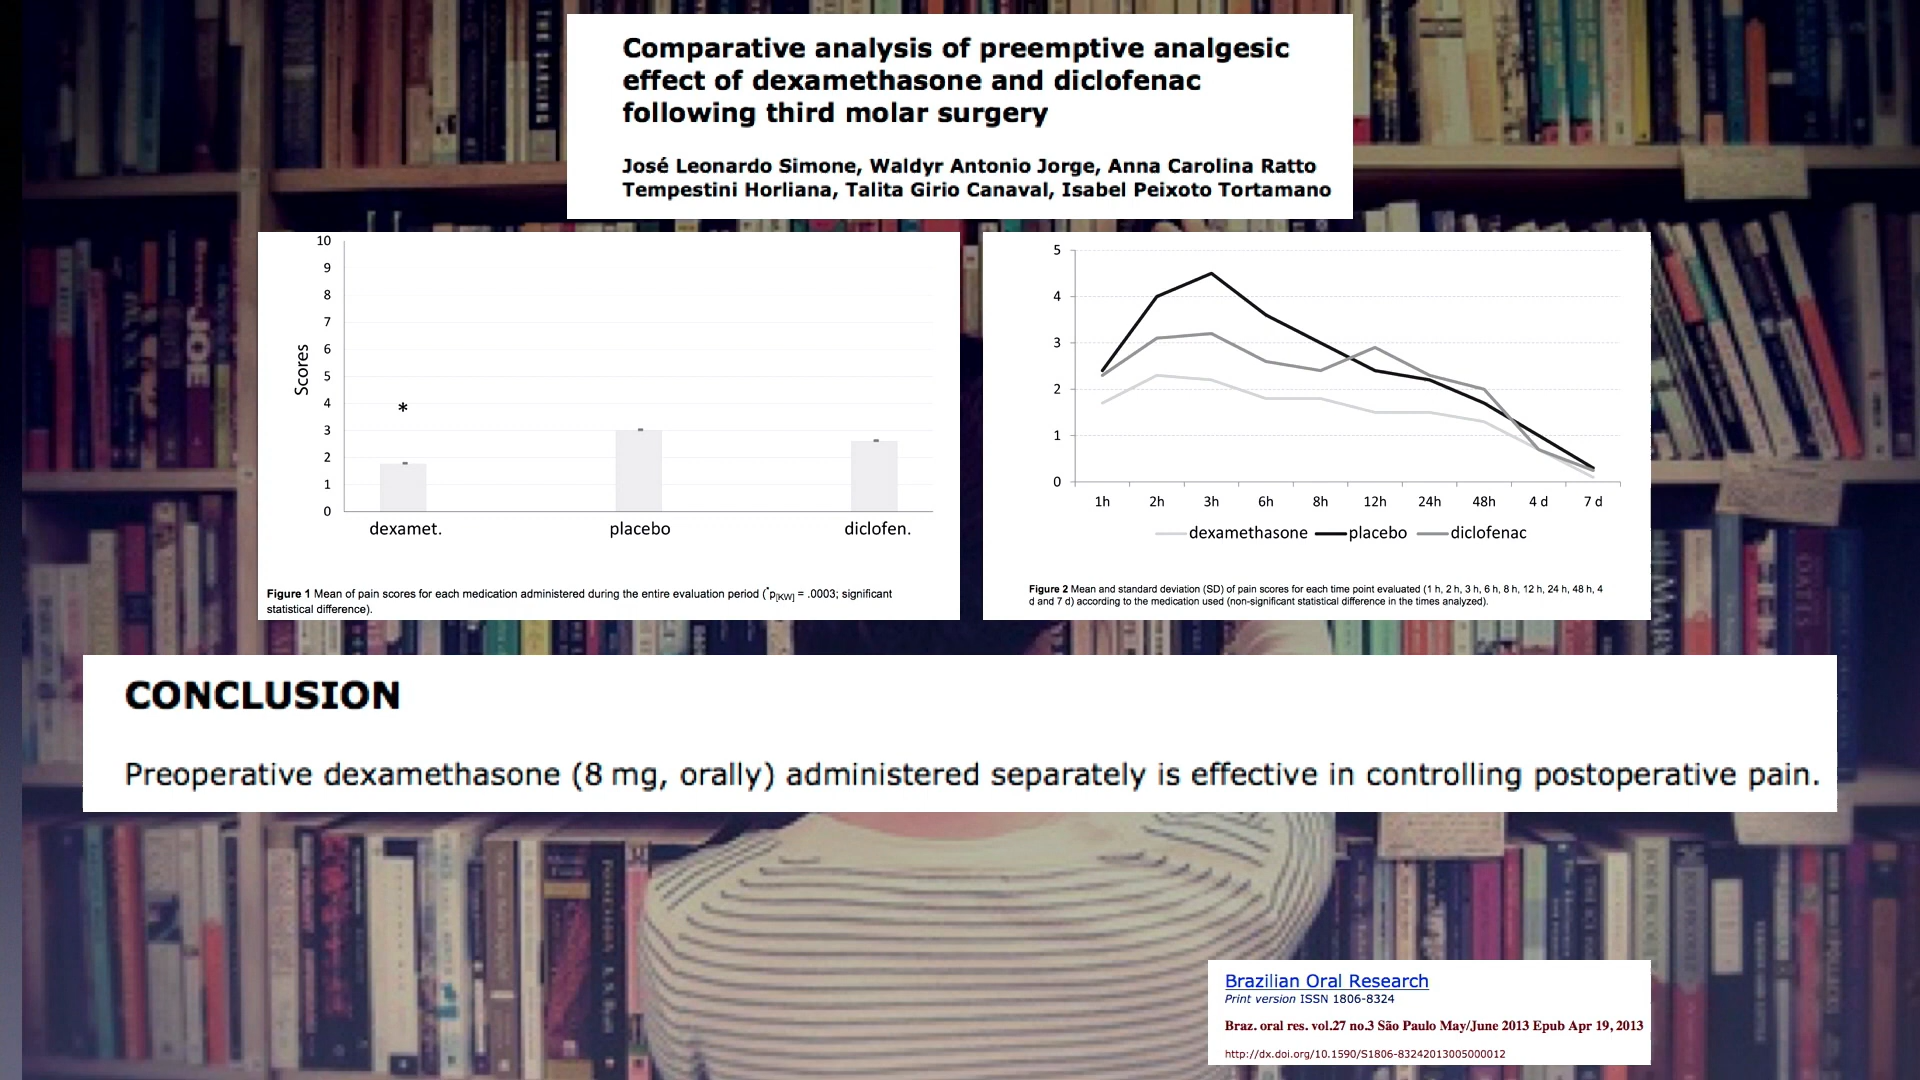 Comparative analysis of preemptive analgesic
effect of dexamethasone and diclofenac
following third molar surgery
José Leonardo Simone, Waldyr Antonio Jorge, Anna Carolina Ratto
Tempestini Horliana, Talita Girio Canaval, Isabel Peixoto Tortamano
10
9
8
7
6
5
4
3
2
1
0
Scores
*
dexamet. placebo diclofen.
Figure 1 Mean of pain scores for each medication administered during the entire evaluation period (*p[KW] = .0003; significant
statistical difference).
5
4
3
2
1
0
1h 2h 3h 6h 8h 12h 24h 48h 4 d 7 d
dexamethasone placebo diclofenac
Figure 2 Mean and standard deviation (SD) of pain scores for each time point evaluated (1 h, 2 h, 3 h, 6 h, 8 h, 12 h, 24 h, 48 h, 4
d and 7 d) according to the medication used (non-significant statistical difference in the times analyzed).
CONCLUSION
Preoperative dexamethasone (8 mg, orally) administered separately is effective in controlling postoperative pain.
Brazilian Oral Research
Print version ISSN 1806-8324
Braz. oral res. vol.27 no.3 São Paulo May/June 2013 Epub Apr 19, 2013
http://dx.doi.org/10.1590/S1806-83242013005000012